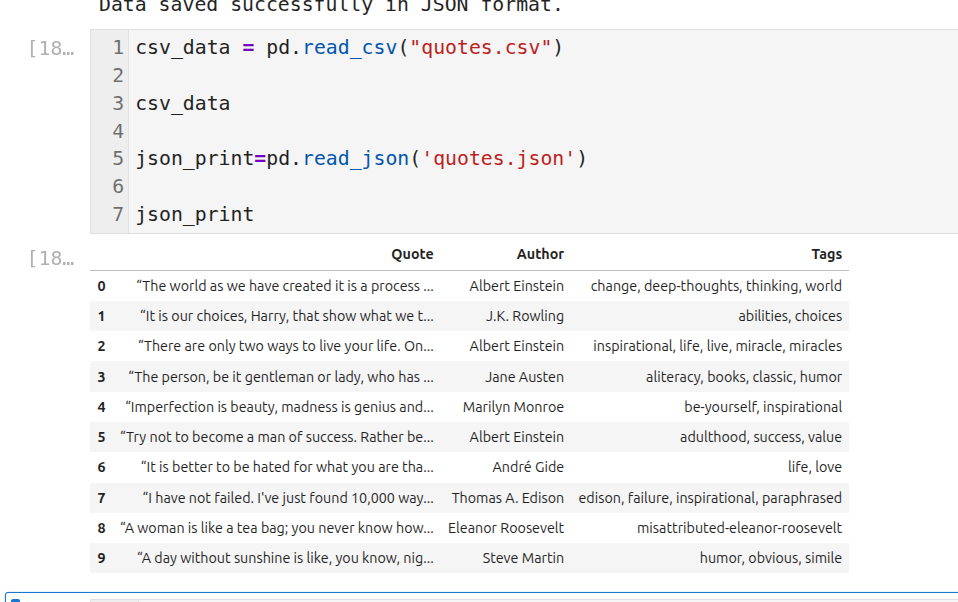 Data saved successfully in JSON format.
[18…
1 csv_data = pd.read_csv("quotes.csv")
2
3 csv_data
4
5 json_print=pd.read_json('quotes.json')
6
7 json_print
[18…
Quote Author Tags
0 “The world as we have created it is a process ... Albert Einstein change, deep-thoughts, thinking, world
1 “It is our choices, Harry, that show what we t... J.K. Rowling abilities, choices
2 “There are only two ways to live your life. On... Albert Einstein inspirational, life, live, miracle, miracles
3 “The person, be it gentleman or lady, who has ... Jane Austen aliteracy, books, classic, humor
4 “Imperfection is beauty, madness is genius and... Marilyn Monroe be-yourself, inspirational
5 “Try not to become a man of success. Rather be... Albert Einstein adulthood, success, value
6 “It is better to be hated for what you are tha... André Gide life, love
7 “I have not failed. I've just found 10,000 way... Thomas A. Edison edison, failure, inspirational, paraphrased
8 “A woman is like a tea bag; you never know how... Eleanor Roosevelt misattributed-eleanor-roosevelt
9 “A day without sunshine is like, you know, nig... Steve Martin humor, obvious, simile